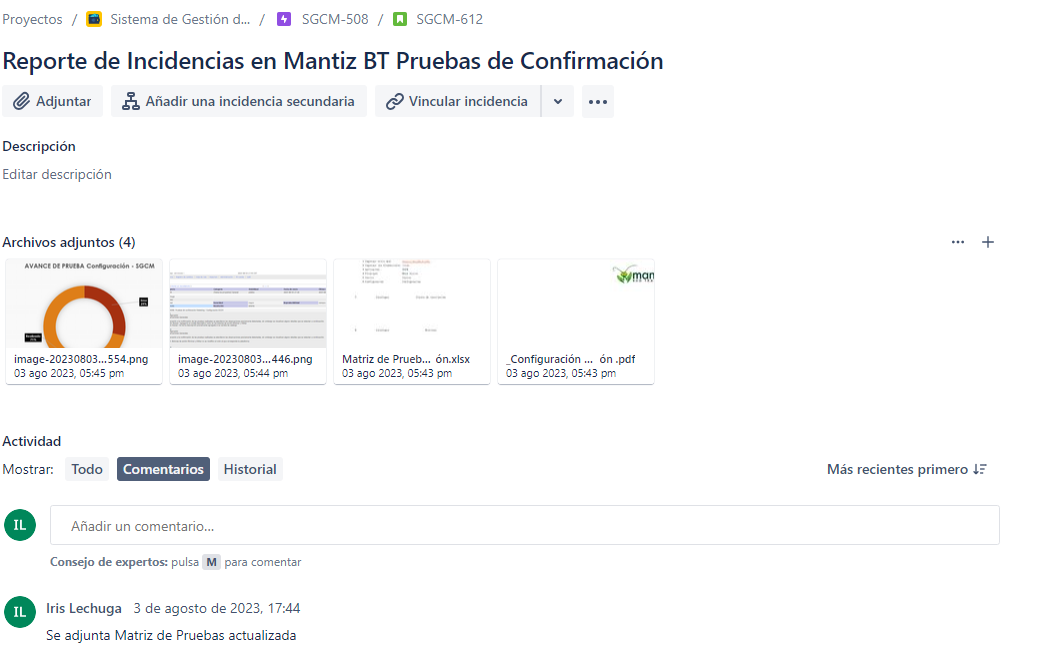 Proyectos / Sistema de Gestión d... / SGCM-508 / SGCM-612
Reporte de Incidencias en Mantiz BT Pruebas de Confirmación
Adjuntar Añadir una incidencia secundaria Vincular incidencia
Descripción
Editar descripción
Archivos adjuntos (4)
AVANCE DE PRUEBA Configuración - SGCM
image-20230803...554.png image-20230803...446.png Matriz de Prueb... ón.xlsx _Configuración ... ón .pdf
03 ago 2023, 05:45 pm 03 ago 2023, 05:44 pm 03 ago 2023, 05:43 pm 03 ago 2023, 05:43 pm
Actividad
Mostrar: Todo Comentarios Historial Más recientes primero
IL Añadir un comentario...
Consejo de expertos: pulsa M para comentar
IL Iris Lechuga 3 de agosto de 2023, 17:44
Se adjunta Matriz de Pruebas actualizada